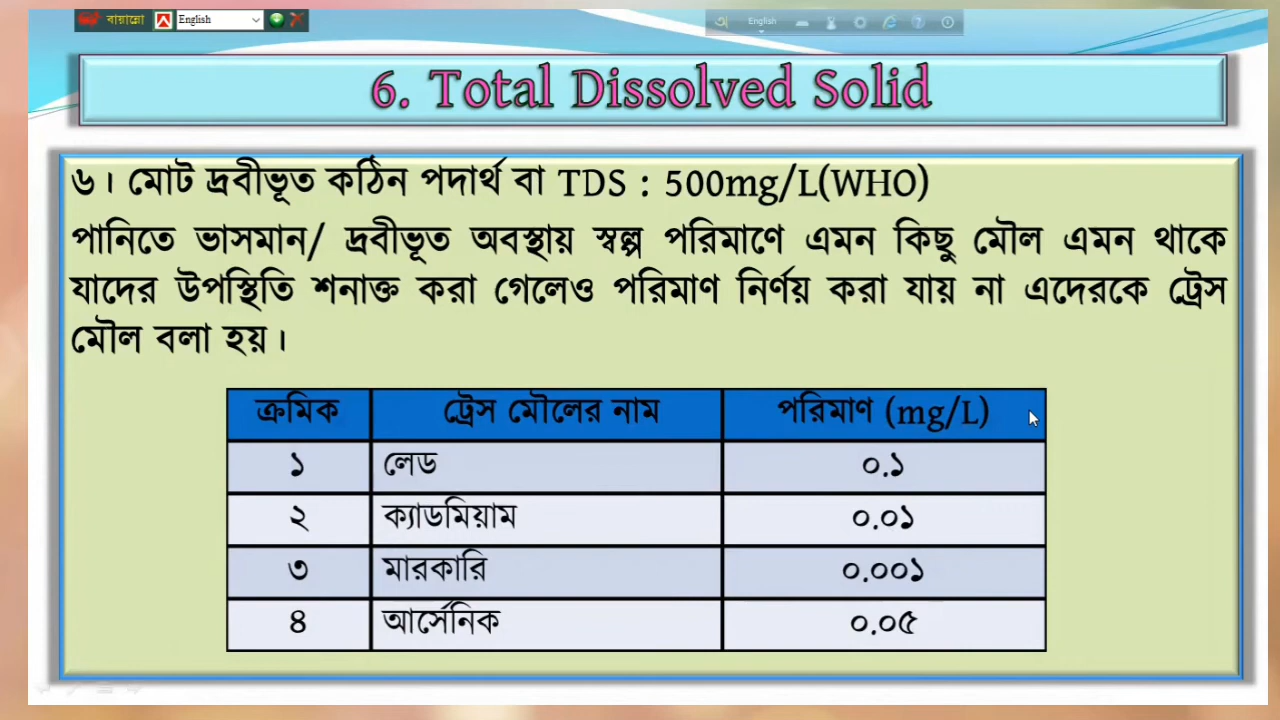 বায়ান্নো English
English
6. Total Dissolved Solid
৬। মোট দ্রবীভূত কঠিন পদার্থ বা TDS : 500mg/L(WHO)
পানিতে ভাসমান/ দ্রবীভূত অবস্থায় স্বল্প পরিমাণে এমন কিছু মৌল এমন থাকে
যাদের উপস্থিতি শনাক্ত করা গেলেও পরিমাণ নির্ণয় করা যায় না এদেরকে ট্রেস
মৌল বলা হয়।
ক্রমিক ট্রেস মৌলের নাম পরিমাণ (mg/L)
১ লেড ০.১
২ ক্যাডমিয়াম ০.০১
৩ মারকারি ০.০০১
৪ আর্সেনিক ০.০৫